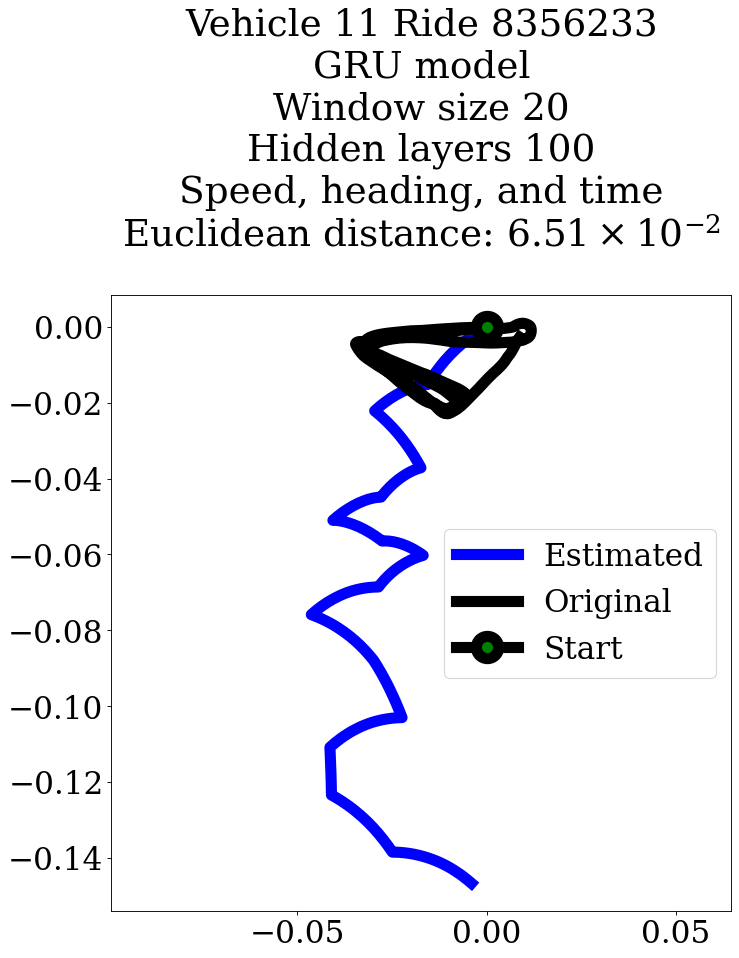 Vehicle 11 Ride 8356233
GRU model
Window size 20
Hidden layers 100
Speed, heading, and time
Euclidean distance: 6.51 × 10⁻²
0.00
−0.02
−0.04
−0.06
−0.08
−0.10
−0.12
−0.14
Estimated
Original
Start
−0.05 0.00 0.05